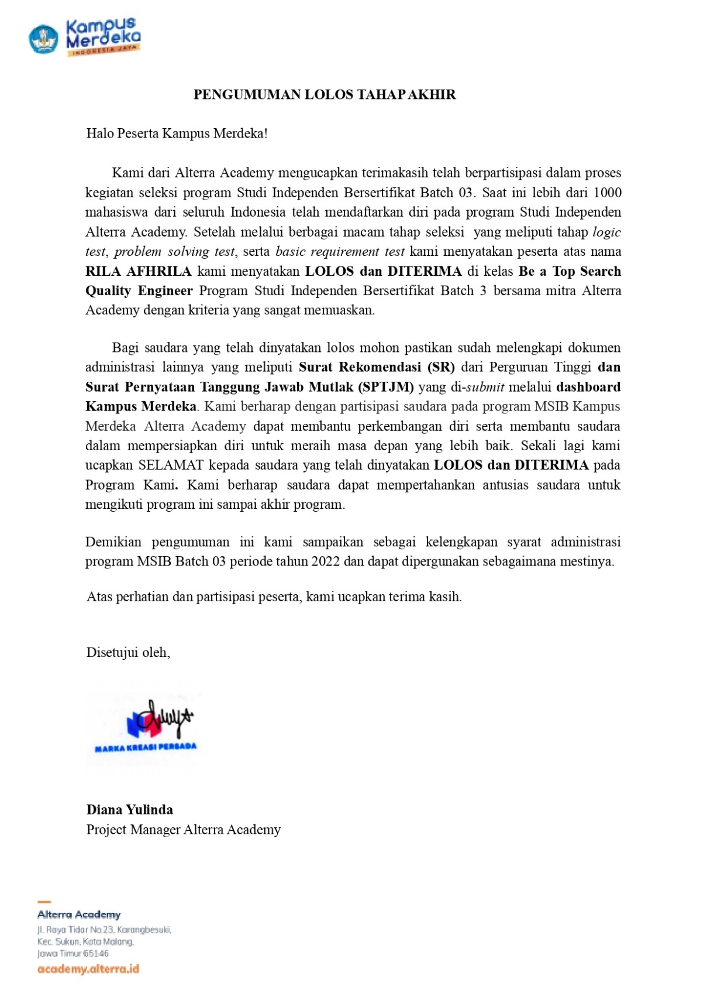 Kampus
Merdeka
INDONESIA JAYA
PENGUMUMAN LOLOS TAHAP AKHIR
Halo Peserta Kampus Merdeka!
Kami dari Alterra Academy mengucapkan terimakasih telah berpartisipasi dalam proses
kegiatan seleksi program Studi Independen Bersertifikat Batch 03. Saat ini lebih dari 1000
mahasiswa dari seluruh Indonesia telah mendaftarkan diri pada program Studi Independen
Alterra Academy. Setelah melalui berbagai macam tahap seleksi yang meliputi tahap logic
test, problem solving test, serta basic requirement test kami menyatakan peserta atas nama
RILA AFHRILA kami menyatakan LOLOS dan DITERIMA di kelas Be a Top Search
Quality Engineer Program Studi Independen Bersertifikat Batch 3 bersama mitra Alterra
Academy dengan kriteria yang sangat memuaskan.
Bagi saudara yang telah dinyatakan lolos mohon pastikan sudah melengkapi dokumen
administrasi lainnya yang meliputi Surat Rekomendasi (SR) dari Perguruan Tinggi dan
Surat Pernyataan Tanggung Jawab Mutlak (SPTJM) yang di-submit melalui dashboard
Kampus Merdeka. Kami berharap dengan partisipasi saudara pada program MSIB Kampus
Merdeka Alterra Academy dapat membantu perkembangan diri serta membantu saudara
dalam mempersiapkan diri untuk meraih masa depan yang lebih baik. Sekali lagi kami
ucapkan SELAMAT kepada saudara yang telah dinyatakan LOLOS dan DITERIMA pada
Program Kami. Kami berharap saudara dapat mempertahankan antusias saudara untuk
mengikuti program ini sampai akhir program.
Demikian pengumuman ini kami sampaikan sebagai kelengkapan syarat administrasi
program MSIB Batch 03 periode tahun 2022 dan dapat dipergunakan sebagaimana mestinya.
Atas perhatian dan partisipasi peserta, kami ucapkan terima kasih.
Disetujui oleh,
MARKA KREASI PERSADA
Diana Yulinda
Project Manager Alterra Academy
Alterra Academy
Jl. Raya Tidar No.23, Karangbesuki,
Kec. Sukun, Kota Malang,
Jawa Timur 65146
academy.alterra.id